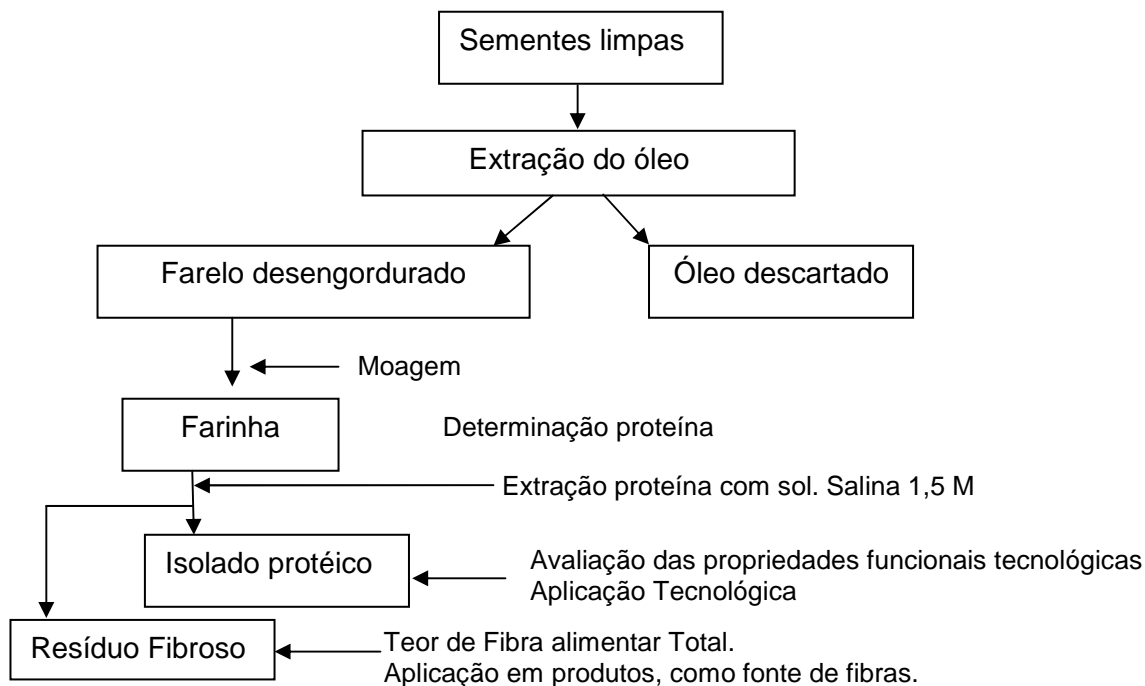 Sementes limpas
Extração do óleo
Farelo desengordurado
Óleo descartado
Moagem
Farinha
Determinação proteína
Extração proteína com sol. Salina 1,5 M
Isolado protéico
Avaliação das propriedades funcionais tecnológicas
Aplicação Tecnológica
Resíduo Fibroso
Teor de Fibra alimentar Total.
Aplicação em produtos, como fonte de fibras.